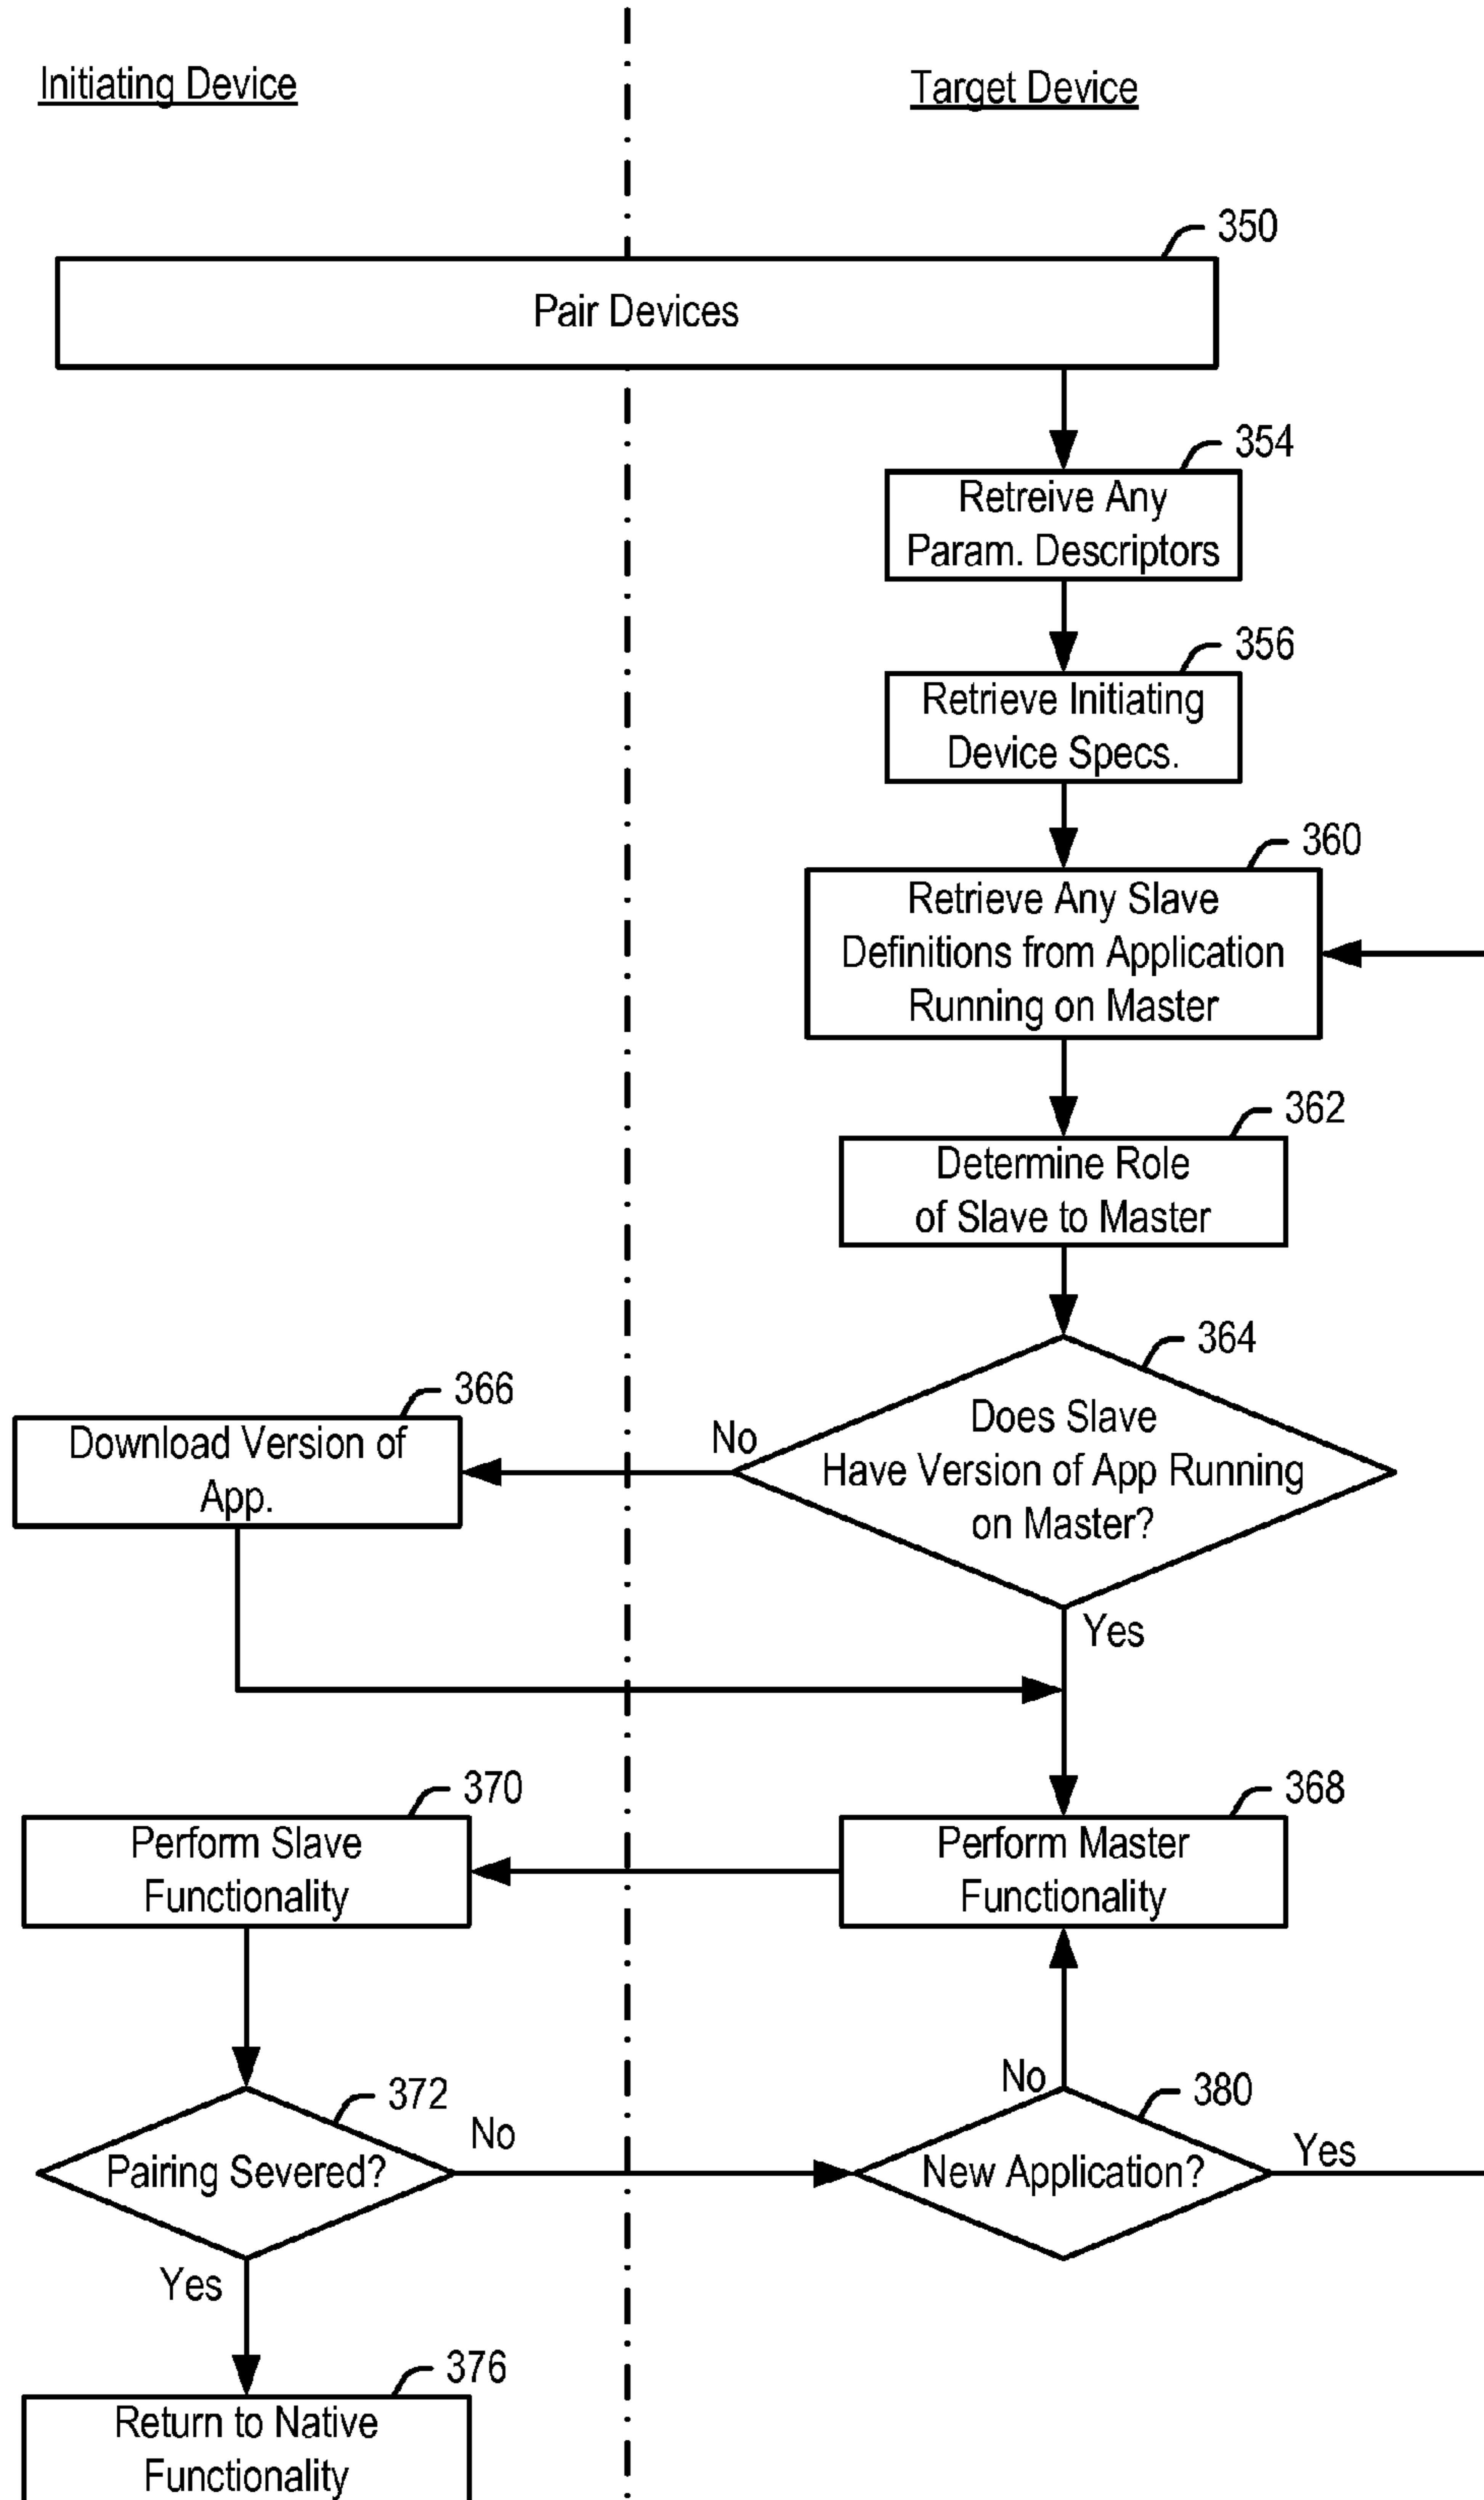 Initiating Device
Target Device
350
Pair Devices
354
Retreive Any
Param. Descriptors
356
Retrieve Initiating
Device Specs.
360
Retrieve Any Slave
Definitions from Application
Running on Master
362
Determine Role
of Slave to Master
364
Does Slave
Have Version of App Running
on Master?
No
Yes
366
Download Version of
App.
368
Perform Master
Functionality
370
Perform Slave
Functionality
372
Pairing Severed?
No
Yes
380
New Application?
No
Yes
376
Return to Native
Functionality